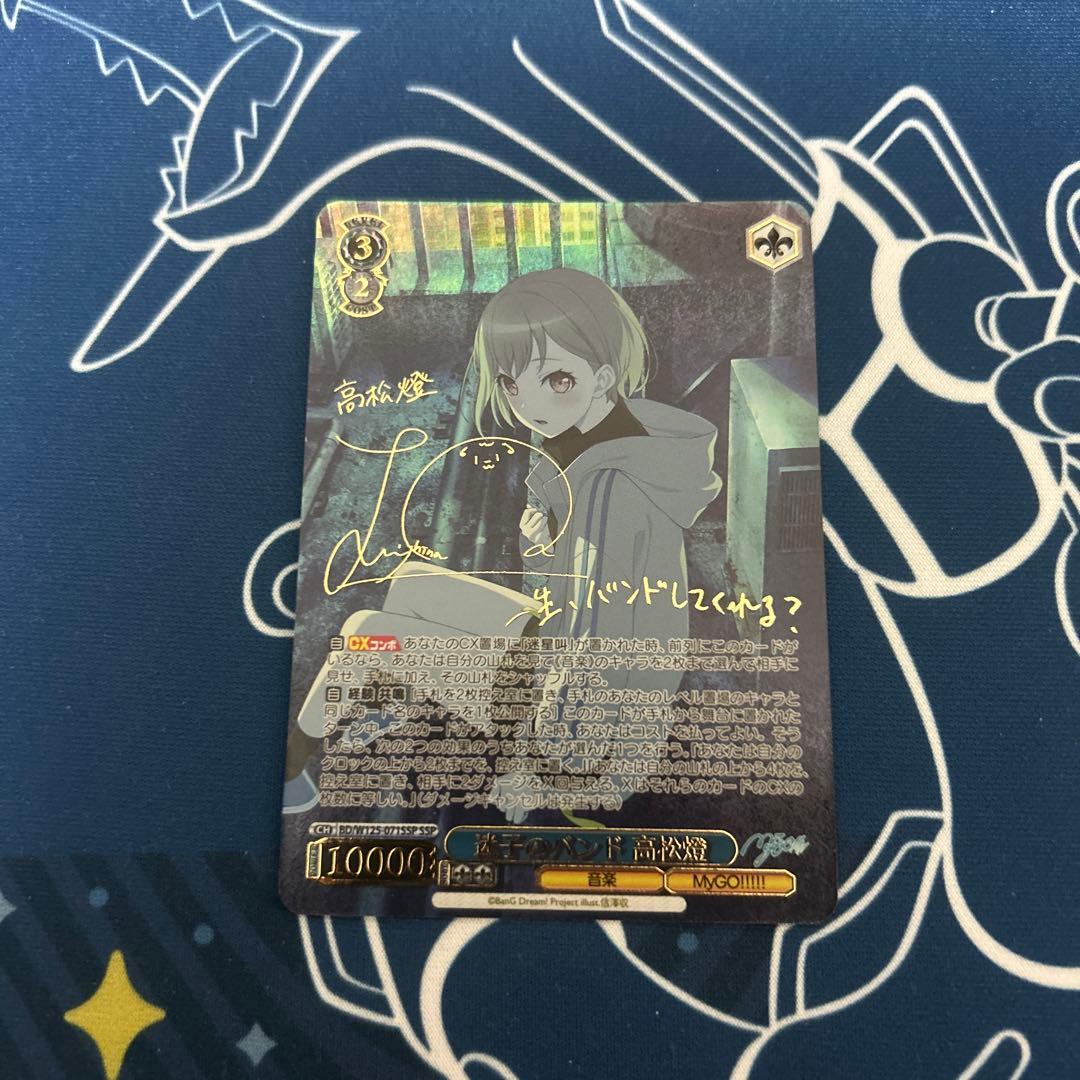 LEVEL
3
2
COST
高松燈
一生、バンドしてくれる?
自 CXコンボ あなたのCX置場に「迷星叫」が置かれた時、前列にこのカードが
いるなら、あなたは自分の山札を見て《音楽》のキャラを2枚まで選んで相手に
見せ、手札に加え、その山札をシャッフルする。
自 経験 共鳴 [手札を2枚控え室に置き、手札のあなたのレベル置場のキャラと
同じカード名のキャラを1枚公開する] このカードが手札から舞台に置かれた
ターン中、このカードがアタックした時、あなたはコストを払ってよい。そう
したら、次の2つの効果のうちあなたが選んだ1つを行う。『あなたは自分の
クロックの上から2枚までを、控え室に置く。』『あなたは自分の山札の上から4枚を、
控え室に置き、相手に2ダメージをX回与える。Xはそれらのカードのcxの
枚数に等しい。』(ダメージキャンセルは発生する)
CH BD/W125-071SSP SSP
10000 迷子のバンド 高松燈
音楽 MyGO!!!!!
©BanG Dream! Project illust.信澤収